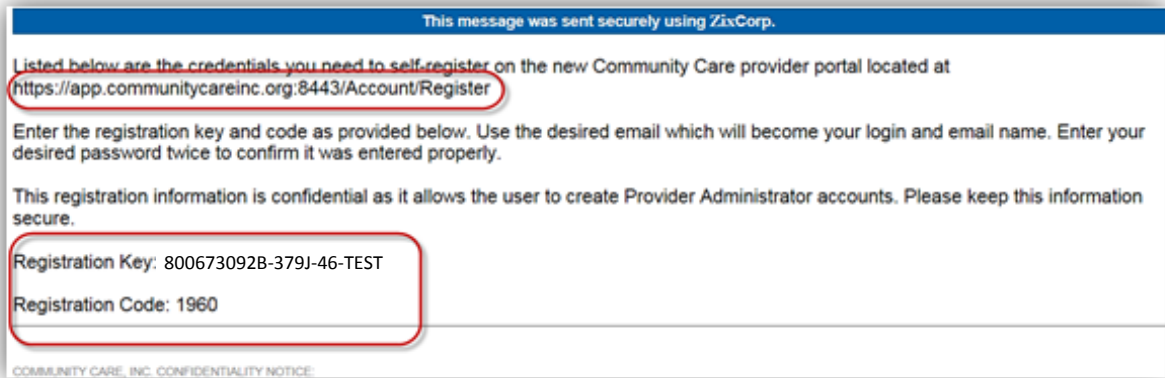 This message was sent securely using ZixCorp.
Listed below are the credentials you need to self-register on the new Community Care provider portal located at
https://app.communitycareinc.org:8443/Account/Register
Enter the registration key and code as provided below. Use the desired email which will become your login and email name. Enter your
desired password twice to confirm it was entered properly.
This registration information is confidential as it allows the user to create Provider Administrator accounts. Please keep this information
secure.
Registration Key: 800673092B-379J-46-TEST
Registration Code: 1960
COMMUNITY CARE, INC. CONFIDENTIALITY NOTICE: